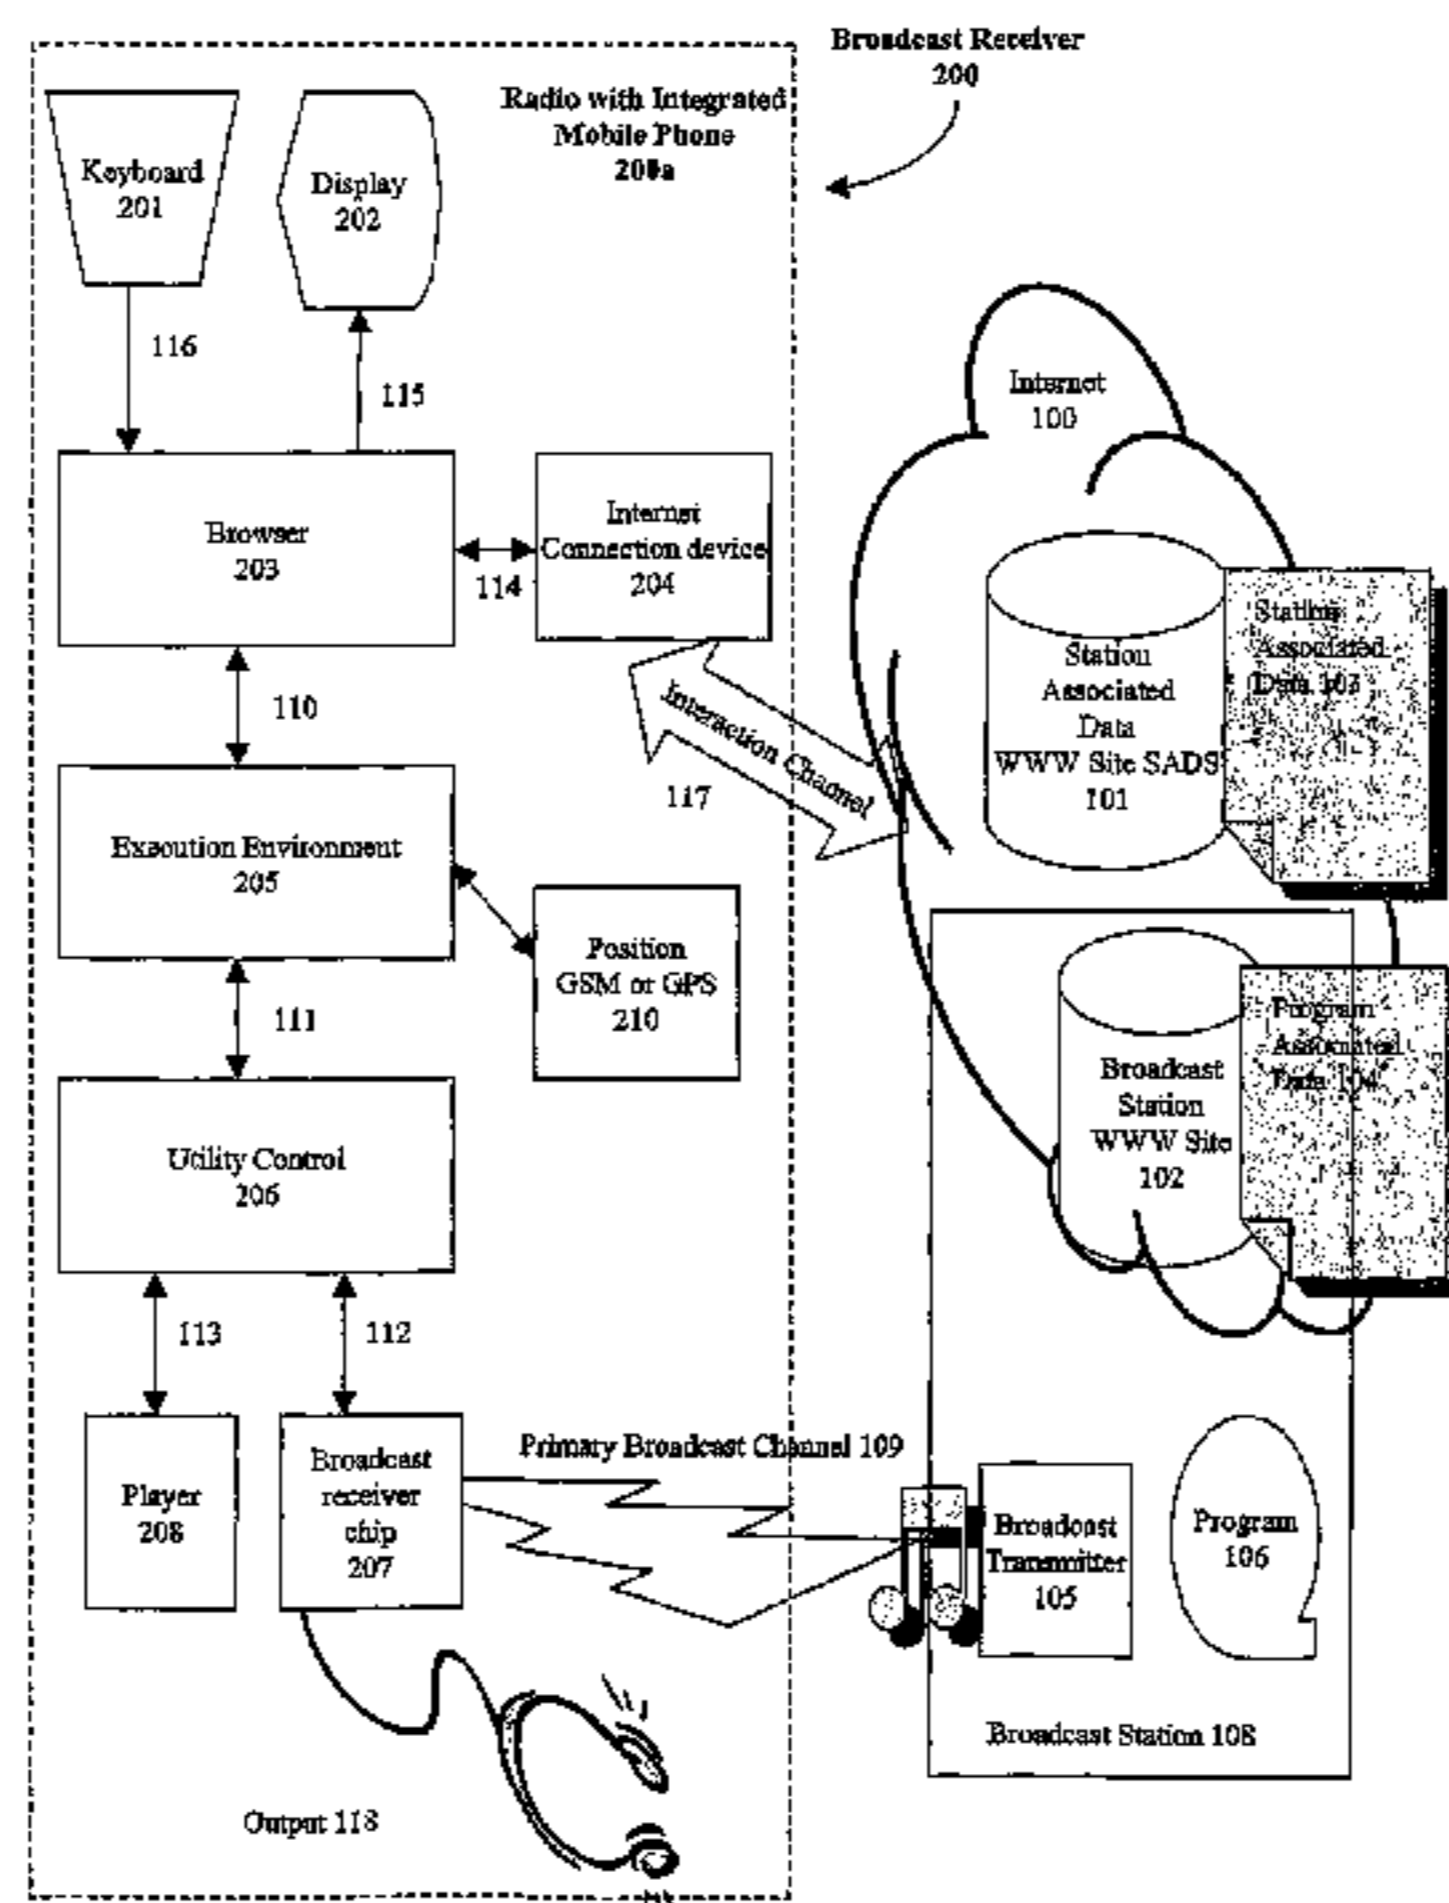 Broadcast Receiver
200
Radio with Integrated
Mobile Phone
200a
Keyboard
201
Display
202
116
115
Internet
100
Browser
203
114
Internet
Connection device
204
Station
Associated
Data
WWW Site SADS
101
Station
Associated
Data 103
110
Interaction Channel
117
Execution Environment
205
Position
GSM or GPS
210
111
Broadcast
Station
WWW Site
102
Program
Associated
Data 104
Utility Control
206
113
112
Primary Broadcast Channel 109
Player
208
Broadcast
receiver
chip
207
Broadcast
Transmitter
105
Program
106
Broadcast Station 108
Output 118